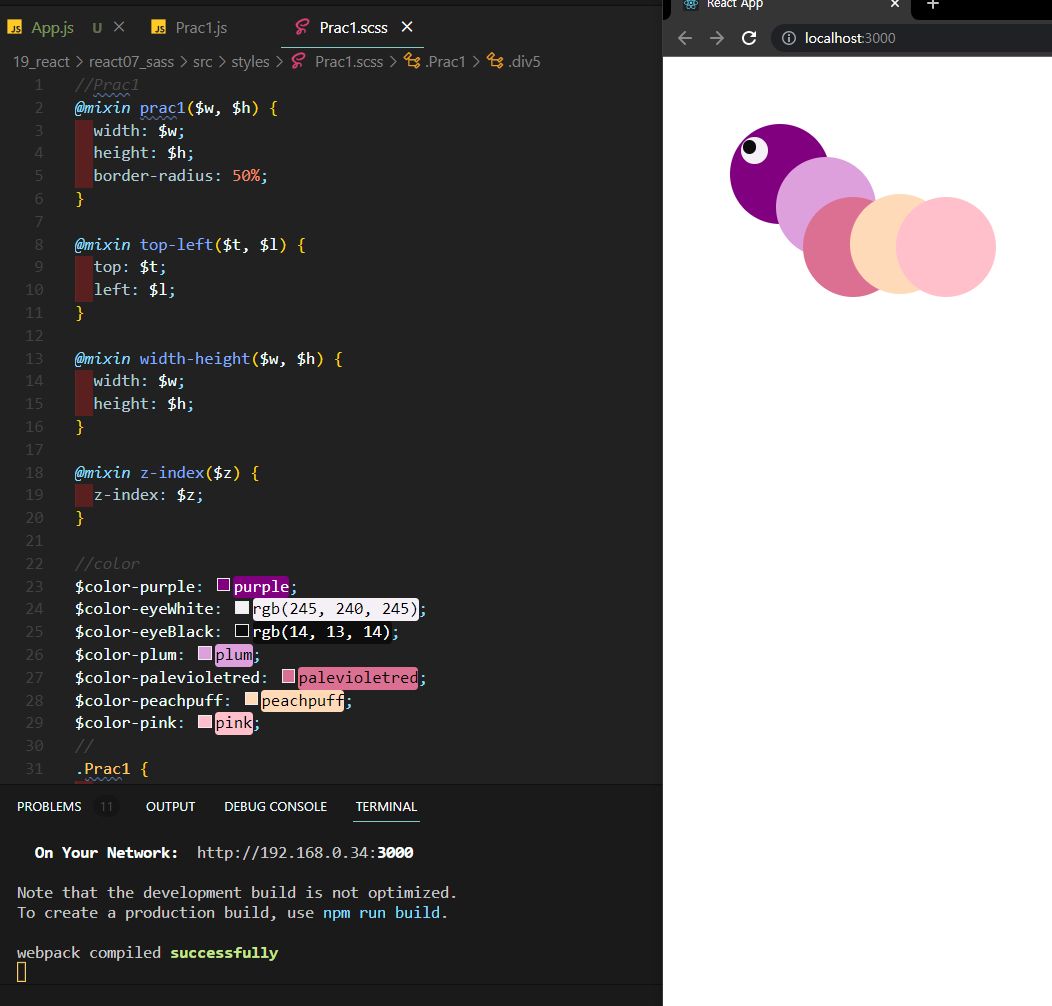 JS App.js U
JS Prac1.js
Prac1.scss
19_react > react07_sass > src > styles > Prac1.scss > .Prac1 > .div5
1 //Prac1
2 @mixin prac1($w, $h) {
3 width: $w;
4 height: $h;
5 border-radius: 50%;
6 }
7
8 @mixin top-left($t, $l) {
9 top: $t;
10 left: $l;
11 }
12
13 @mixin width-height($w, $h) {
14 width: $w;
15 height: $h;
16 }
17
18 @mixin z-index($z) {
19 z-index: $z;
20 }
21
22 //color
23 $color-purple: purple;
24 $color-eyeWhite: rgb(245, 240, 245);
25 $color-eyeBlack: rgb(14, 13, 14);
26 $color-plum: plum;
27 $color-palevioletred: palevioletred;
28 $color-peachpuff: peachpuff;
29 $color-pink: pink;
30 //
31 .Prac1 {
PROBLEMS 11 OUTPUT DEBUG CONSOLE TERMINAL
On Your Network: http://192.168.0.34:3000
Note that the development build is not optimized.
To create a production build, use npm run build.
webpack compiled successfully
React App
localhost:3000